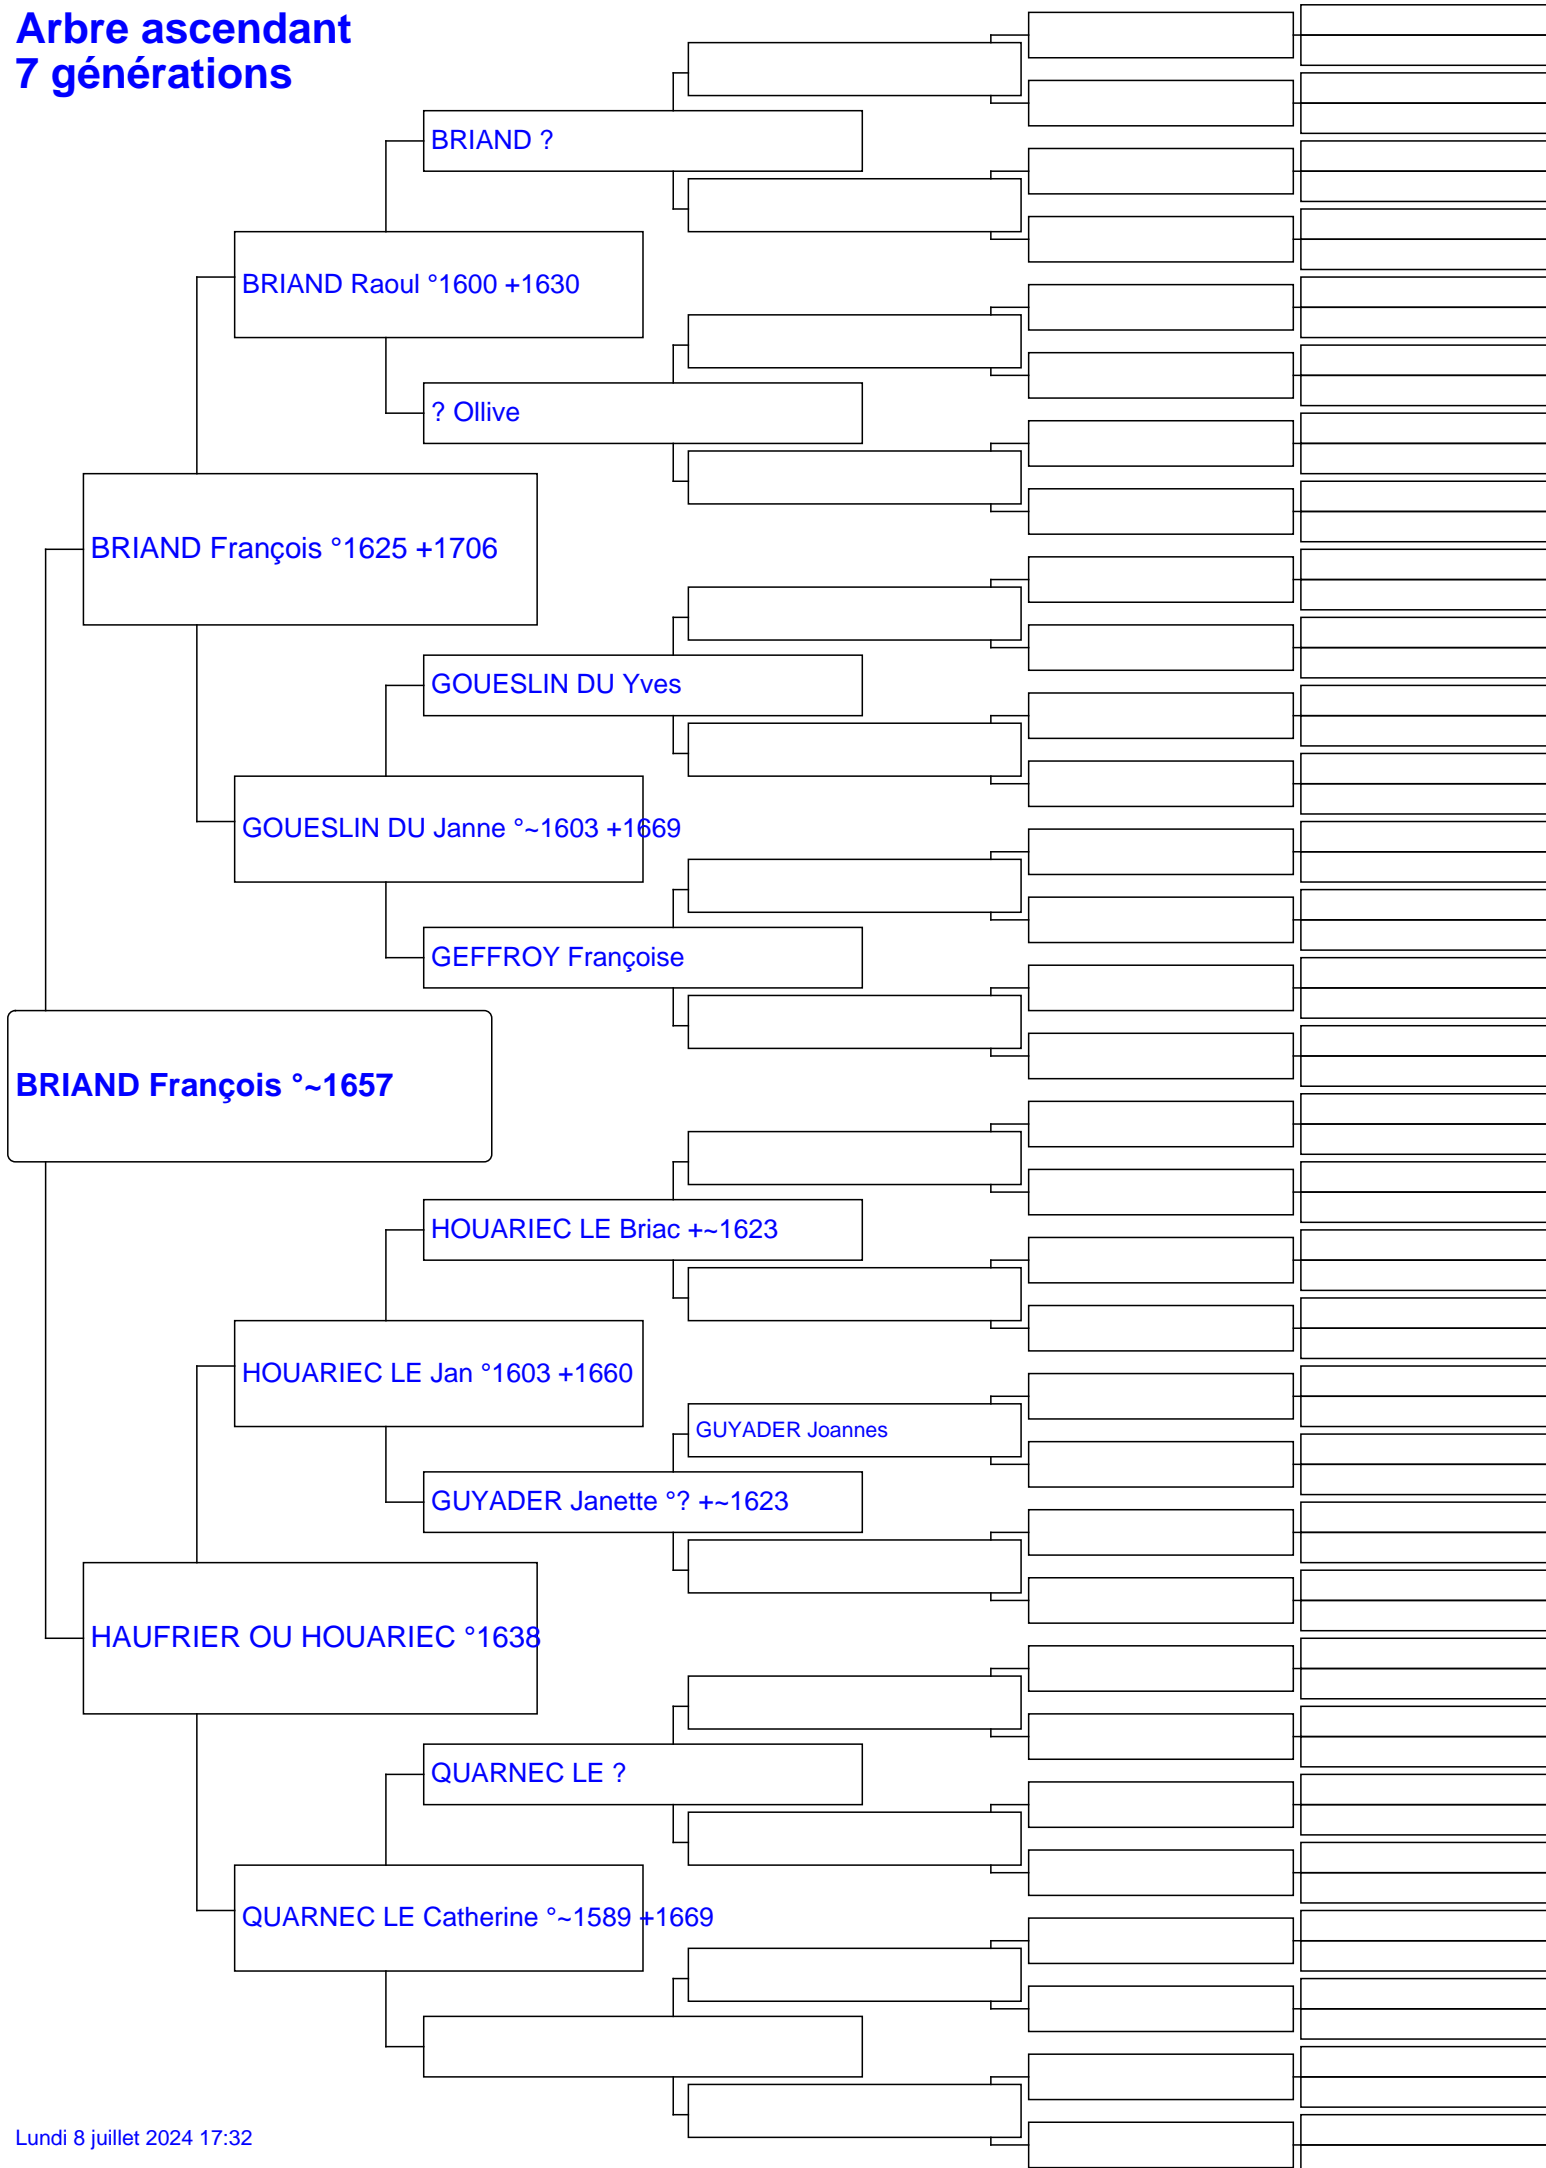 Arbre ascendant
7 générations
BRIAND ?
BRIAND Raoul °1600 +1630
? Ollive
BRIAND François °1625 +1706
GOUESLIN DU Yves
GOUESLIN DU Janne °~1603 +1669
GEFFROY Françoise
BRIAND François °~1657
HOUARIEC LE Briac +~1623
HOUARIEC LE Jan °1603 +1660
GUYADER Joannes
GUYADER Janette °? +~1623
HAUFRIER OU HOUARIEC °1638
QUARNEC LE ?
QUARNEC LE Catherine °~1589 +1669
Lundi 8 juillet 2024 17:32